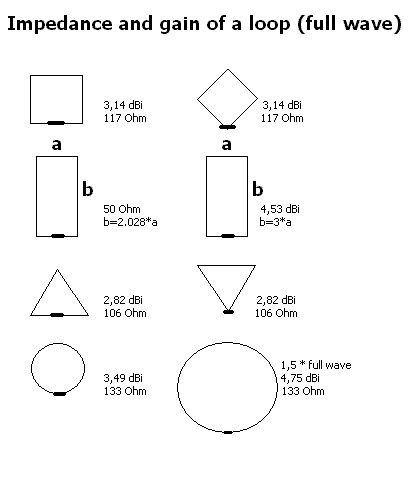 Impedance and gain of a loop (full wave)
3,14 dBi
117 Ohm
3,14 dBi
117 Ohm
a
a
b
50 Ohm
b=2.028*a
b
4,53 dBi
b=3*a
2,82 dBi
106 Ohm
2,82 dBi
106 Ohm
3,49 dBi
133 Ohm
1,5 * full wave
4,75 dBi
133 Ohm